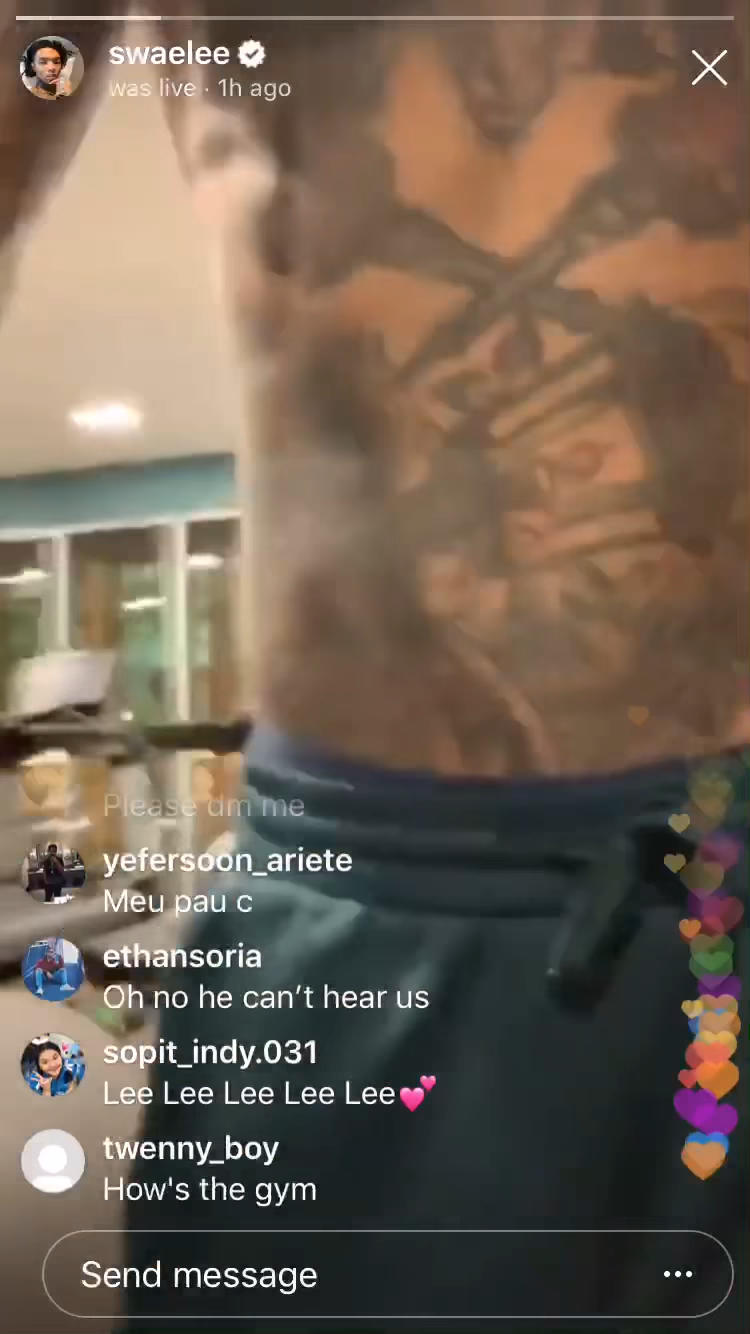 swaelee
was live · 1h ago
Please dm me
yefersoon_ariete
Meu pau c
ethansoria
Oh no he can't hear us
sopit_indy.031
Lee Lee Lee Lee Lee💕
twenny_boy
How's the gym
Send message